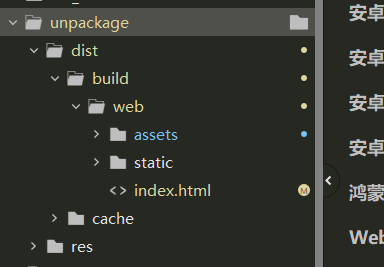 unpackage
安卓
dist
安卓
build
web
安卓
assets
安卓
static
index.html
M
鸿蒙
cache
Web
res